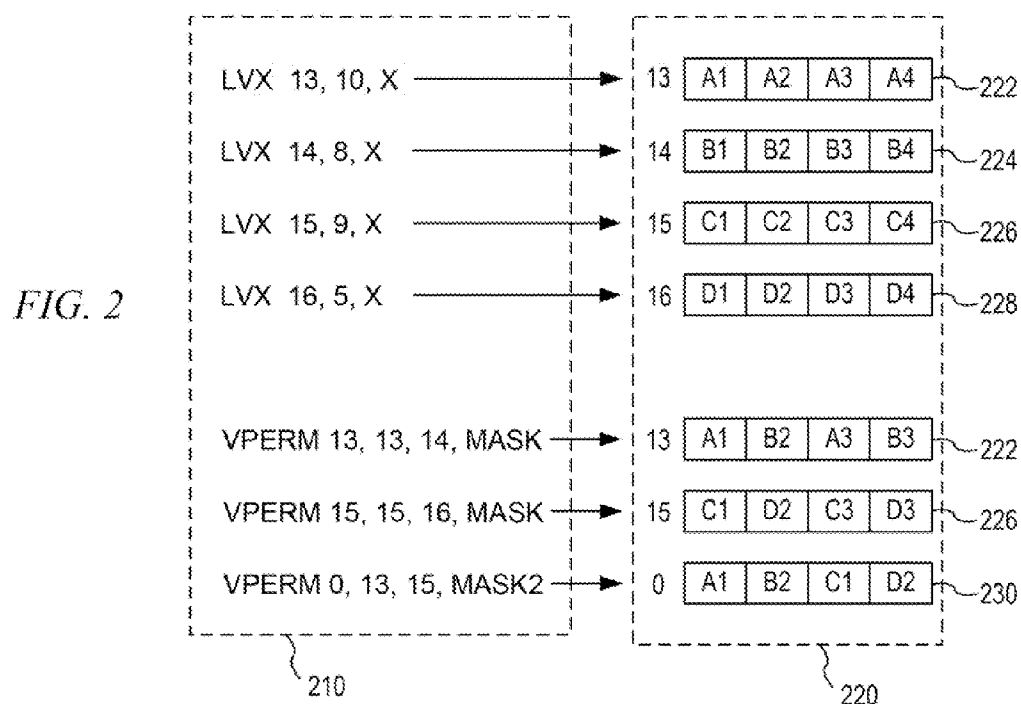 LVX 13, 10, X 13 A1 A2 A3 A4 222
LVX 14, 8, X 14 B1 B2 B3 B4 224
LVX 15, 9, X 15 C1 C2 C3 C4 226
FIG. 2
LVX 16, 5, X 16 D1 D2 D3 D4 228
VPERM 13, 13, 14, MASK 13 A1 B2 A3 B3 222
VPERM 15, 15, 16, MASK 15 C1 D2 C3 D3 226
VPERM 0, 13, 15, MASK2 0 A1 B2 C1 D2 230
210 220